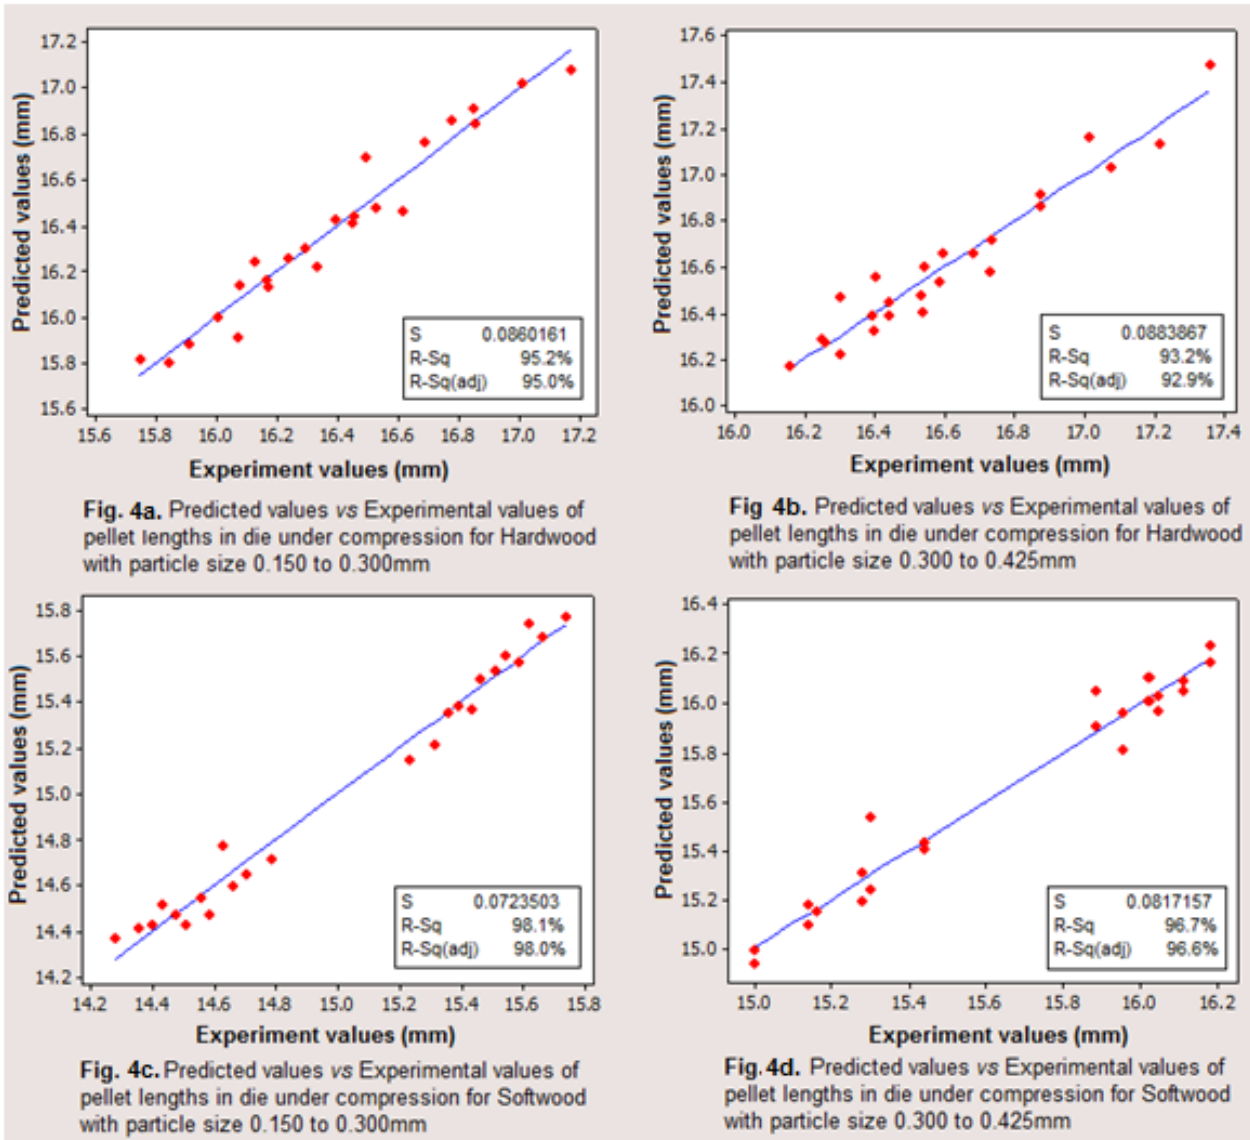 17.2
17.0
16.8
16.6
16.4
16.2
16.0
15.8
15.6
Predicted values (mm)
S 0.0860161
R-Sq 95.2%
R-Sq(adj) 95.0%
15.6 15.8 16.0 16.2 16.4 16.6 16.8 17.0 17.2
Experiment values (mm)
Fig. 4a. Predicted values vs Experimental values of
pellet lengths in die under compression for Hardwood
with particle size 0.150 to 0.300mm
17.6
17.4
17.2
17.0
16.8
16.6
16.4
16.2
16.0
Predicted values (mm)
S 0.0883867
R-Sq 93.2%
R-Sq(adj) 92.9%
16.0 16.2 16.4 16.6 16.8 17.0 17.2 17.4
Experiment values (mm)
Fig 4b. Predicted values vs Experimental values of
pellet lengths in die under compression for Hardwood
with particle size 0.300 to 0.425mm
15.8
15.6
15.4
15.2
15.0
14.8
14.6
14.4
14.2
Predicted values (mm)
S 0.0723503
R-Sq 98.1%
R-Sq(adj) 98.0%
14.2 14.4 14.6 14.8 15.0 15.2 15.4 15.6 15.8
Experiment values (mm)
Fig. 4c. Predicted values vs Experimental values of
pellet lengths in die under compression for Softwood
with particle size 0.150 to 0.300mm
16.4
16.2
16.0
15.8
15.6
15.4
15.2
15.0
Predicted values (mm)
S 0.0817157
R-Sq 96.7%
R-Sq(adj) 96.6%
15.0 15.2 15.4 15.6 15.8 16.0 16.2
Experiment values (mm)
Fig. 4d. Predicted values vs Experimental values of
pellet lengths in die under compression for Softwood
with particle size 0.300 to 0.425mm